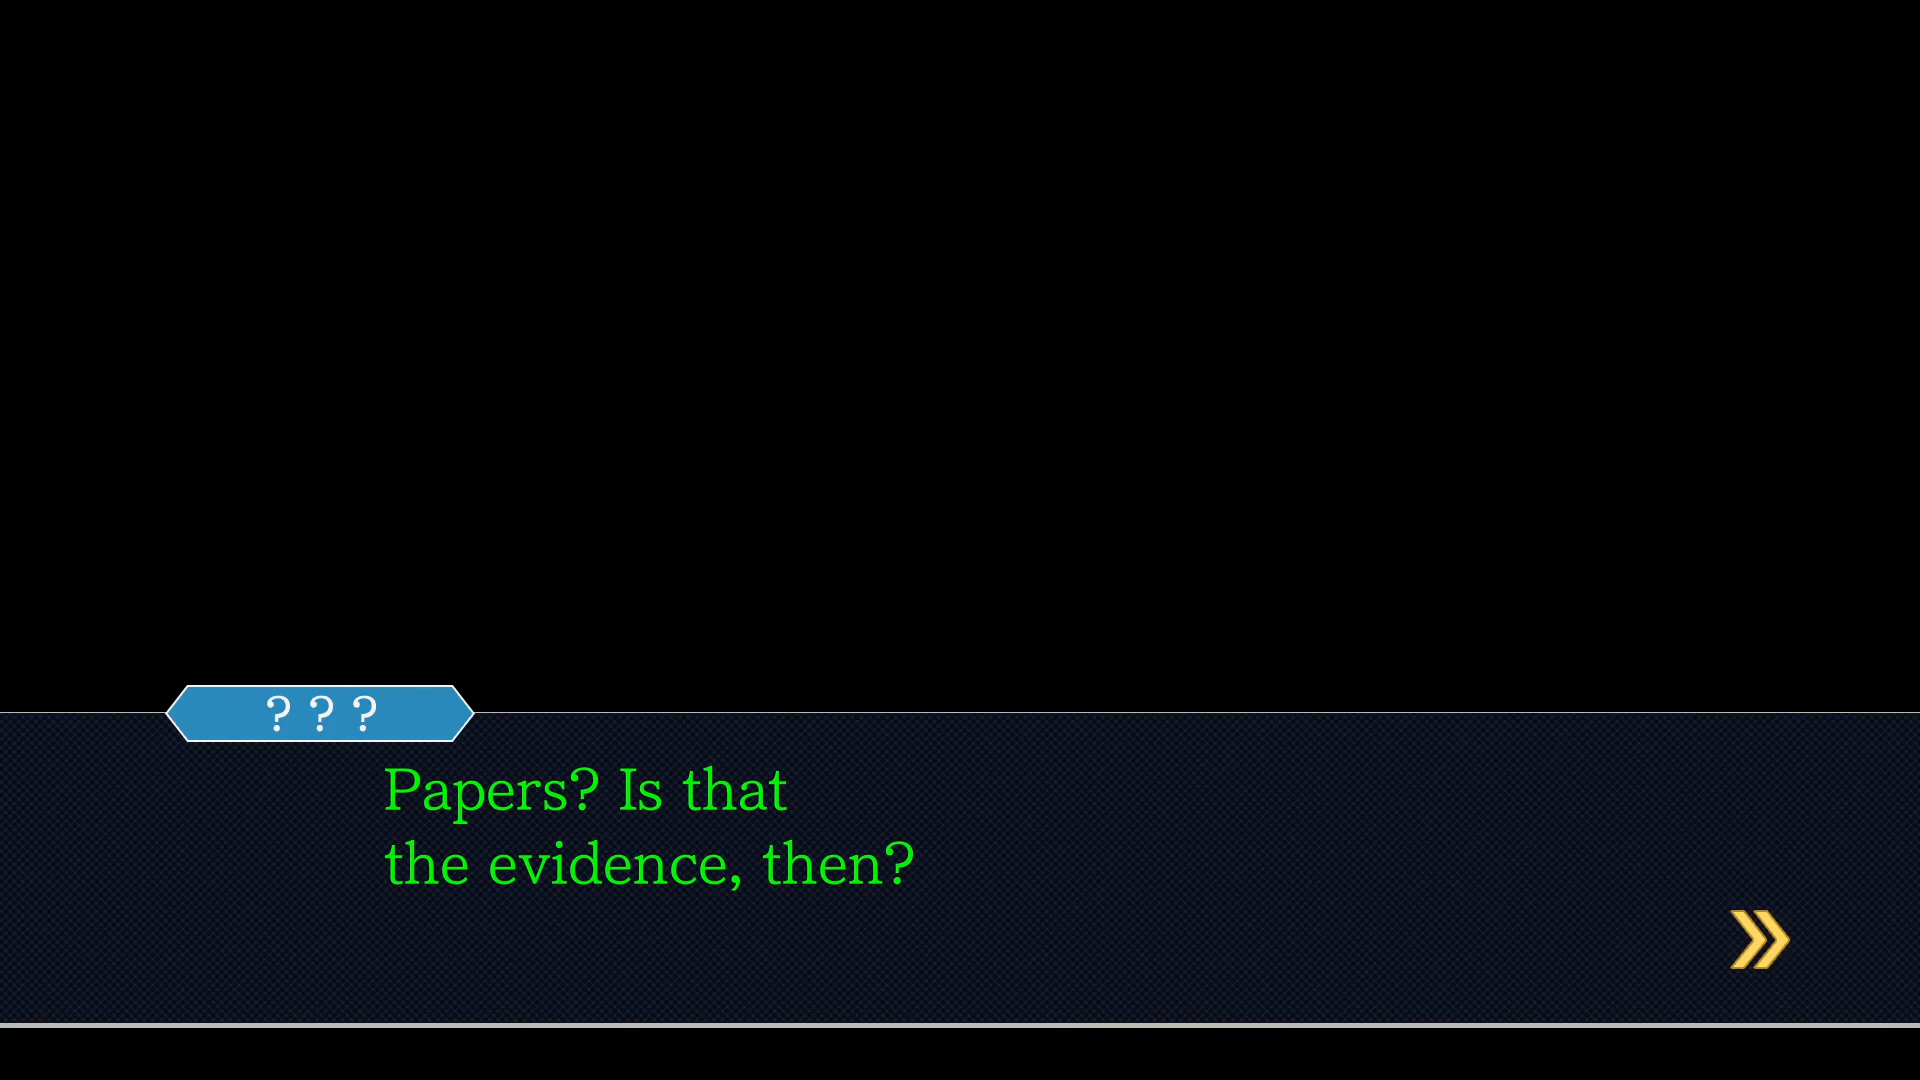 ???
Papers? Is that
the evidence, then?